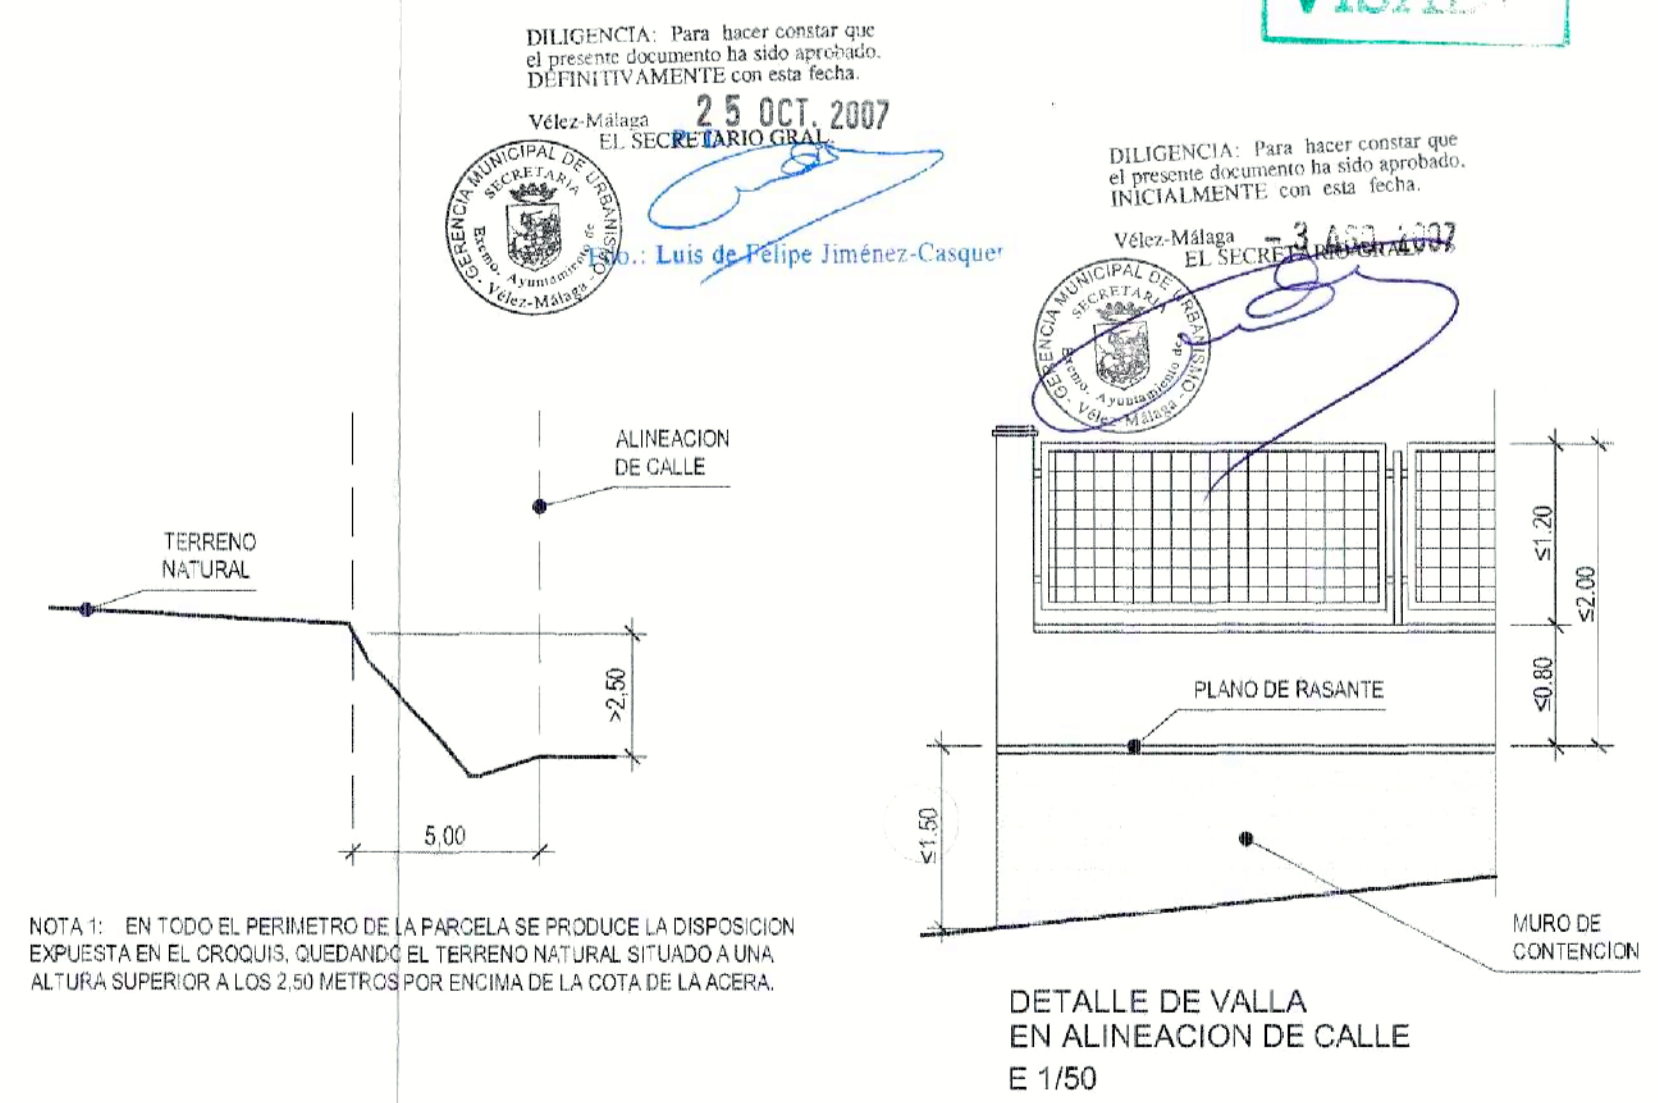 DILIGENCIA: Para hacer constar que
el presente documento ha sido aprobado.
DEFINITIVAMENTE con esta fecha.
Vélez-Málaga 25 OCT. 2007
EL SECRETARIO GRAL.
GERENCIA MUNICIPAL DE URBANISMO
SECRETARIA
Excmo. Ayuntamiento de
Vélez-Málaga
Fdo.: Luis de Felipe Jiménez-Casquet
VISADO
DILIGENCIA: Para hacer constar que
el presente documento ha sido aprobado.
INICIALMENTE con esta fecha.
Vélez-Málaga - 3 AGO. 2007
EL SECRETARIO GRAL.
GERENCIA MUNICIPAL DE URBANISMO
SECRETARIA
Excmo. Ayuntamiento de
Vélez-Málaga
ALINEACION
DE CALLE
TERRENO
NATURAL
>2,50
5,00
NOTA 1: EN TODO EL PERIMETRO DE LA PARCELA SE PRODUCE LA DISPOSICION
EXPUESTA EN EL CROQUIS, QUEDANDO EL TERRENO NATURAL SITUADO A UNA
ALTURA SUPERIOR A LOS 2,50 METROS POR ENCIMA DE LA COTA DE LA ACERA.
≤1.20
≤2.00
≤0.80
PLANO DE RASANTE
≤1.50
MURO DE
CONTENCION
DETALLE DE VALLA
EN ALINEACION DE CALLE
E 1/50